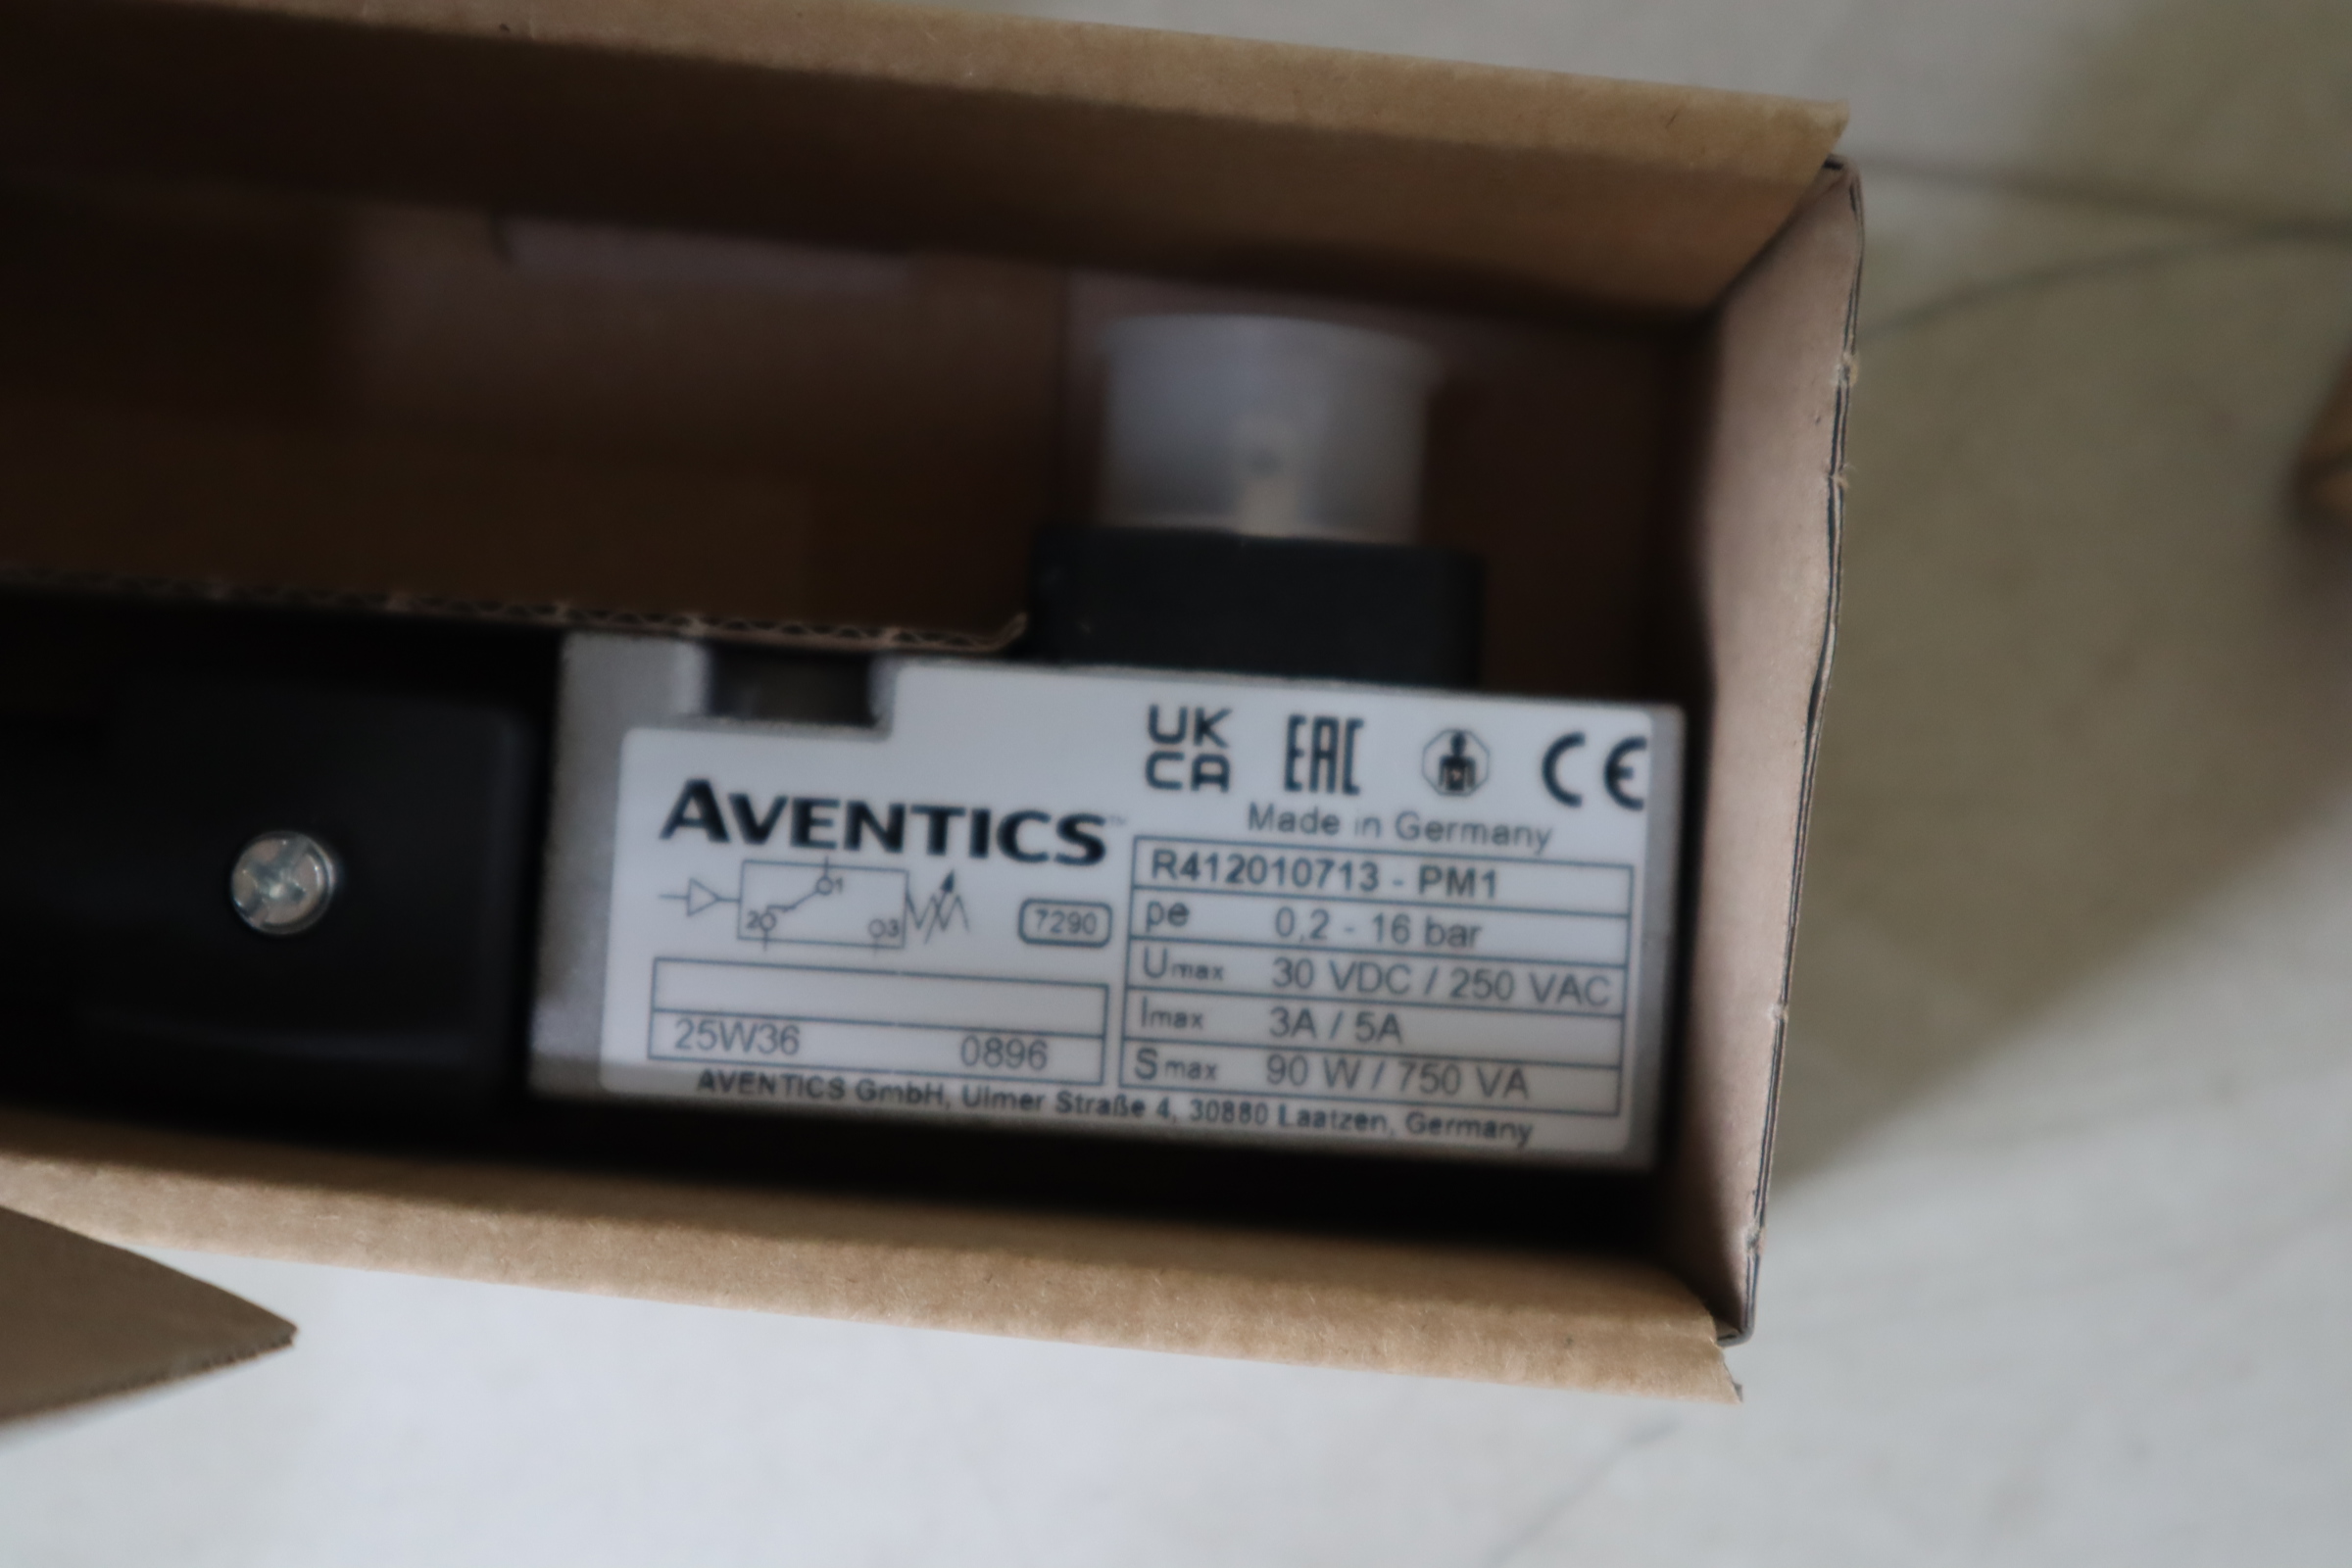 UK
CA
EAC
CE
Made in Germany
AVENTICS™
1
2
3
7290
R412010713 - PM1
pe 0,2 - 16 bar
Umax 30 VDC / 250 VAC
Imax 3A / 5A
Smax 90 W / 750 VA
25W36 0896
AVENTICS GmbH, Ulmer Straße 4, 30880 Laatzen, Germany